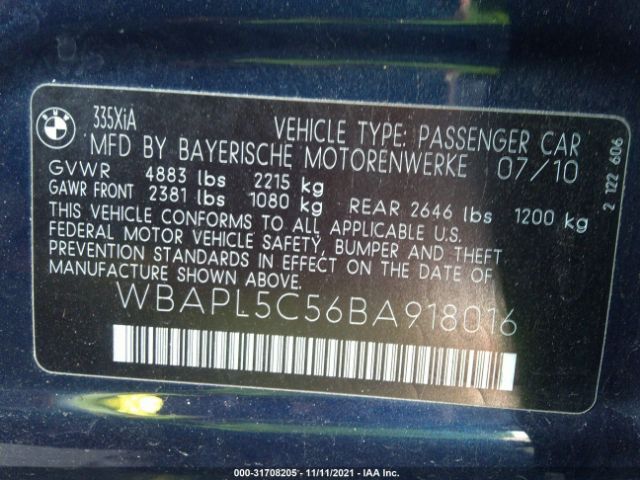 335XiA
VEHICLE TYPE: PASSENGER CAR
MFD BY BAYERISCHE MOTORENWERKE 07/10
GVWR 4883 lbs 2215 kg
GAWR FRONT 2381 lbs 1080 kg REAR 2646 lbs 1200 kg
THIS VEHICLE CONFORMS TO ALL APPLICABLE U.S.
FEDERAL MOTOR VEHICLE SAFETY, BUMPER AND THEFT
PREVENTION STANDARDS IN EFFECT ON THE DATE OF
MANUFACTURE SHOWN ABOVE.
WBAPL5C56BA918016
2 122 606
BMW
000-31708205 - 11/11/2021 - IAA Inc.